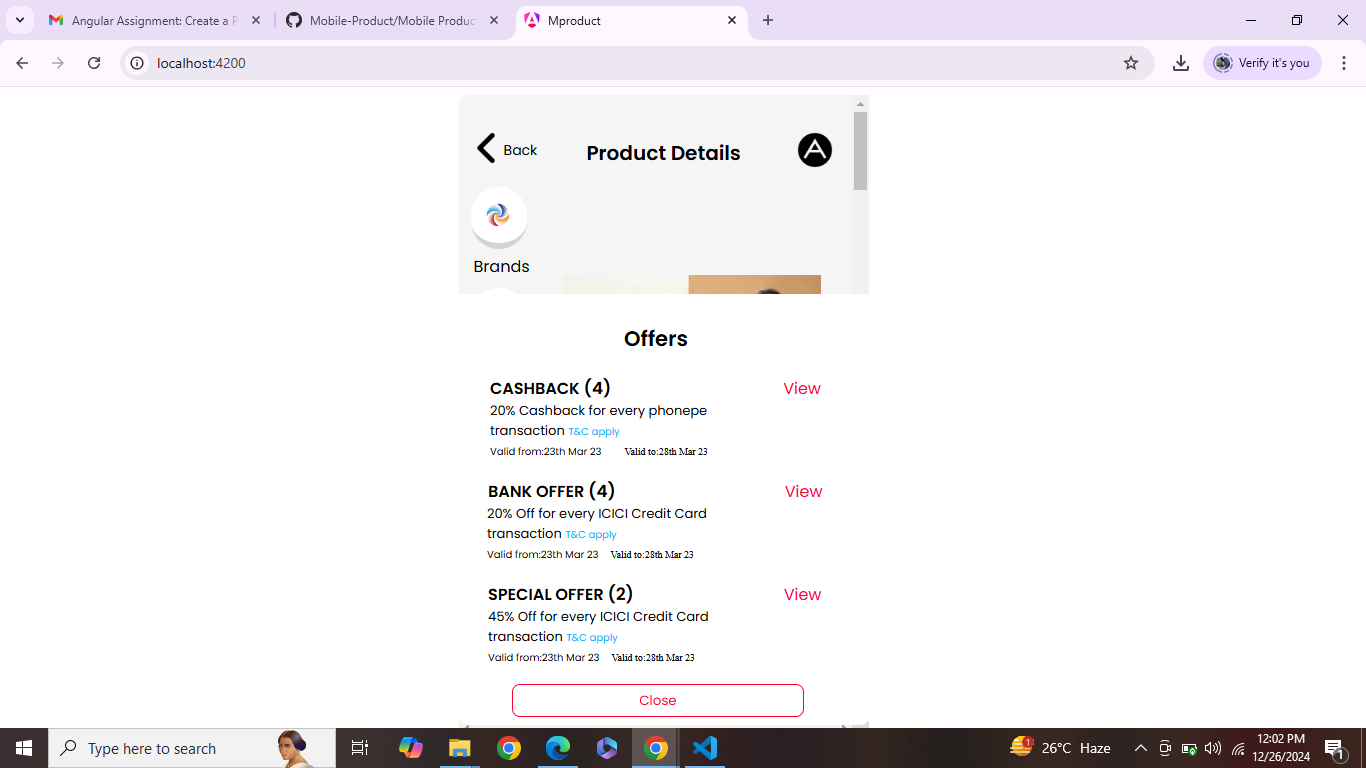 Angular Assignment: Create a P
Mobile-Product/Mobile Produc
Mproduct
localhost:4200
Verify it's you
Back
Product Details
Brands
Offers
CASHBACK (4) View
20% Cashback for every phonepe
transaction T&C apply
Valid from:23th Mar 23 Valid to:28th Mar 23
BANK OFFER (4) View
20% Off for every ICICI Credit Card
transaction T&C apply
Valid from:23th Mar 23 Valid to:28th Mar 23
SPECIAL OFFER (2) View
45% Off for every ICICI Credit Card
transaction T&C apply
Valid from:23th Mar 23 Valid to:28th Mar 23
Close
Type here to search
1
26°C Haze
12:02 PM
12/26/2024
1